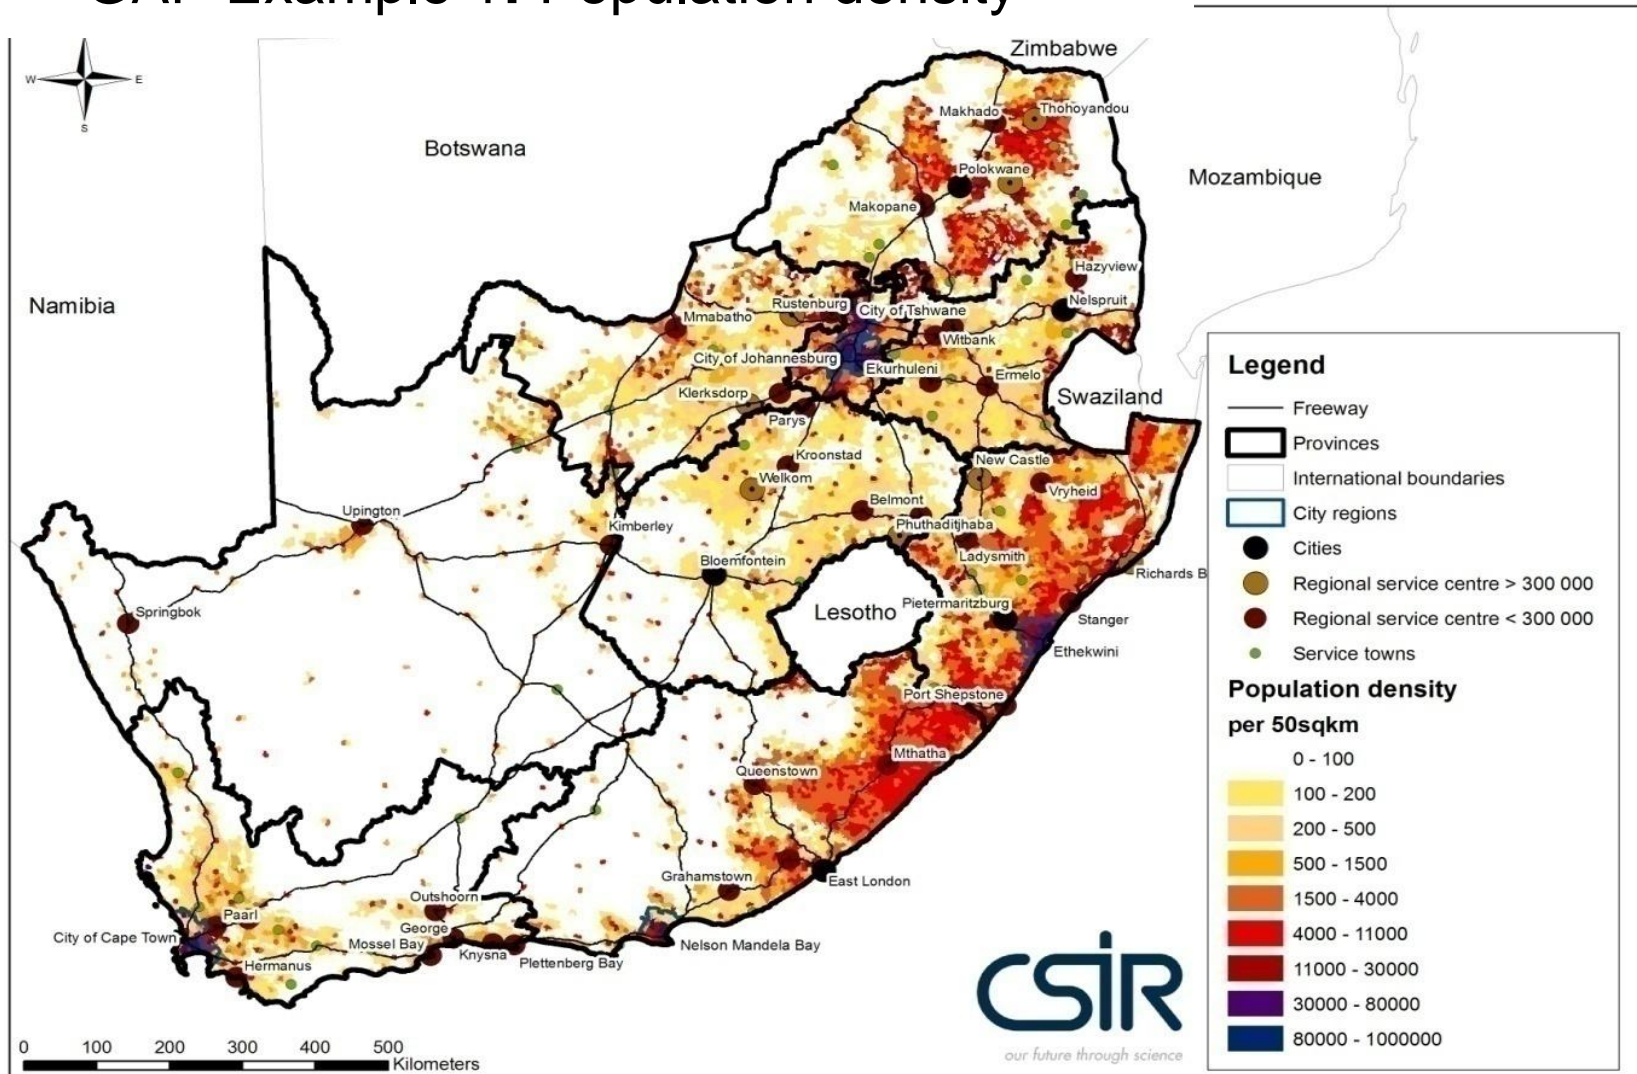 GAP Example 1: Population density
N
W
E
S
Zimbabwe
Botswana
Mozambique
Namibia
Makhado
Thohoyandou
Polokwane
Makopane
Hazyview
Nelspruit
Rustenburg
City of Tshwane
Mmabatho
Witbank
City of Johannesburg
Ekurhuleni
Ermelo
Klerksdorp
Swaziland
Parys
Kroonstad
New Castle
Welkom
Vryheid
Belmont
Upington
Kimberley
Phuthaditjhaba
Ladysmith
Bloemfontein
Richards B
Springbok
Lesotho
Pietermaritzburg
Stanger
Ethekwini
Port Shepstone
Mthatha
Queenstown
Grahamstown
East London
Outshoorn
Paarl
George
City of Cape Town
Mossel Bay
Knysna
Nelson Mandela Bay
Plettenberg Bay
Hermanus
Legend
Freeway
Provinces
International boundaries
City regions
Cities
Regional service centre > 300 000
Regional service centre < 300 000
Service towns
Population density
per 50sqkm
0 - 100
100 - 200
200 - 500
500 - 1500
1500 - 4000
4000 - 11000
11000 - 30000
30000 - 80000
80000 - 1000000
CSIR
our future through science
0 100 200 300 400 500
Kilometers